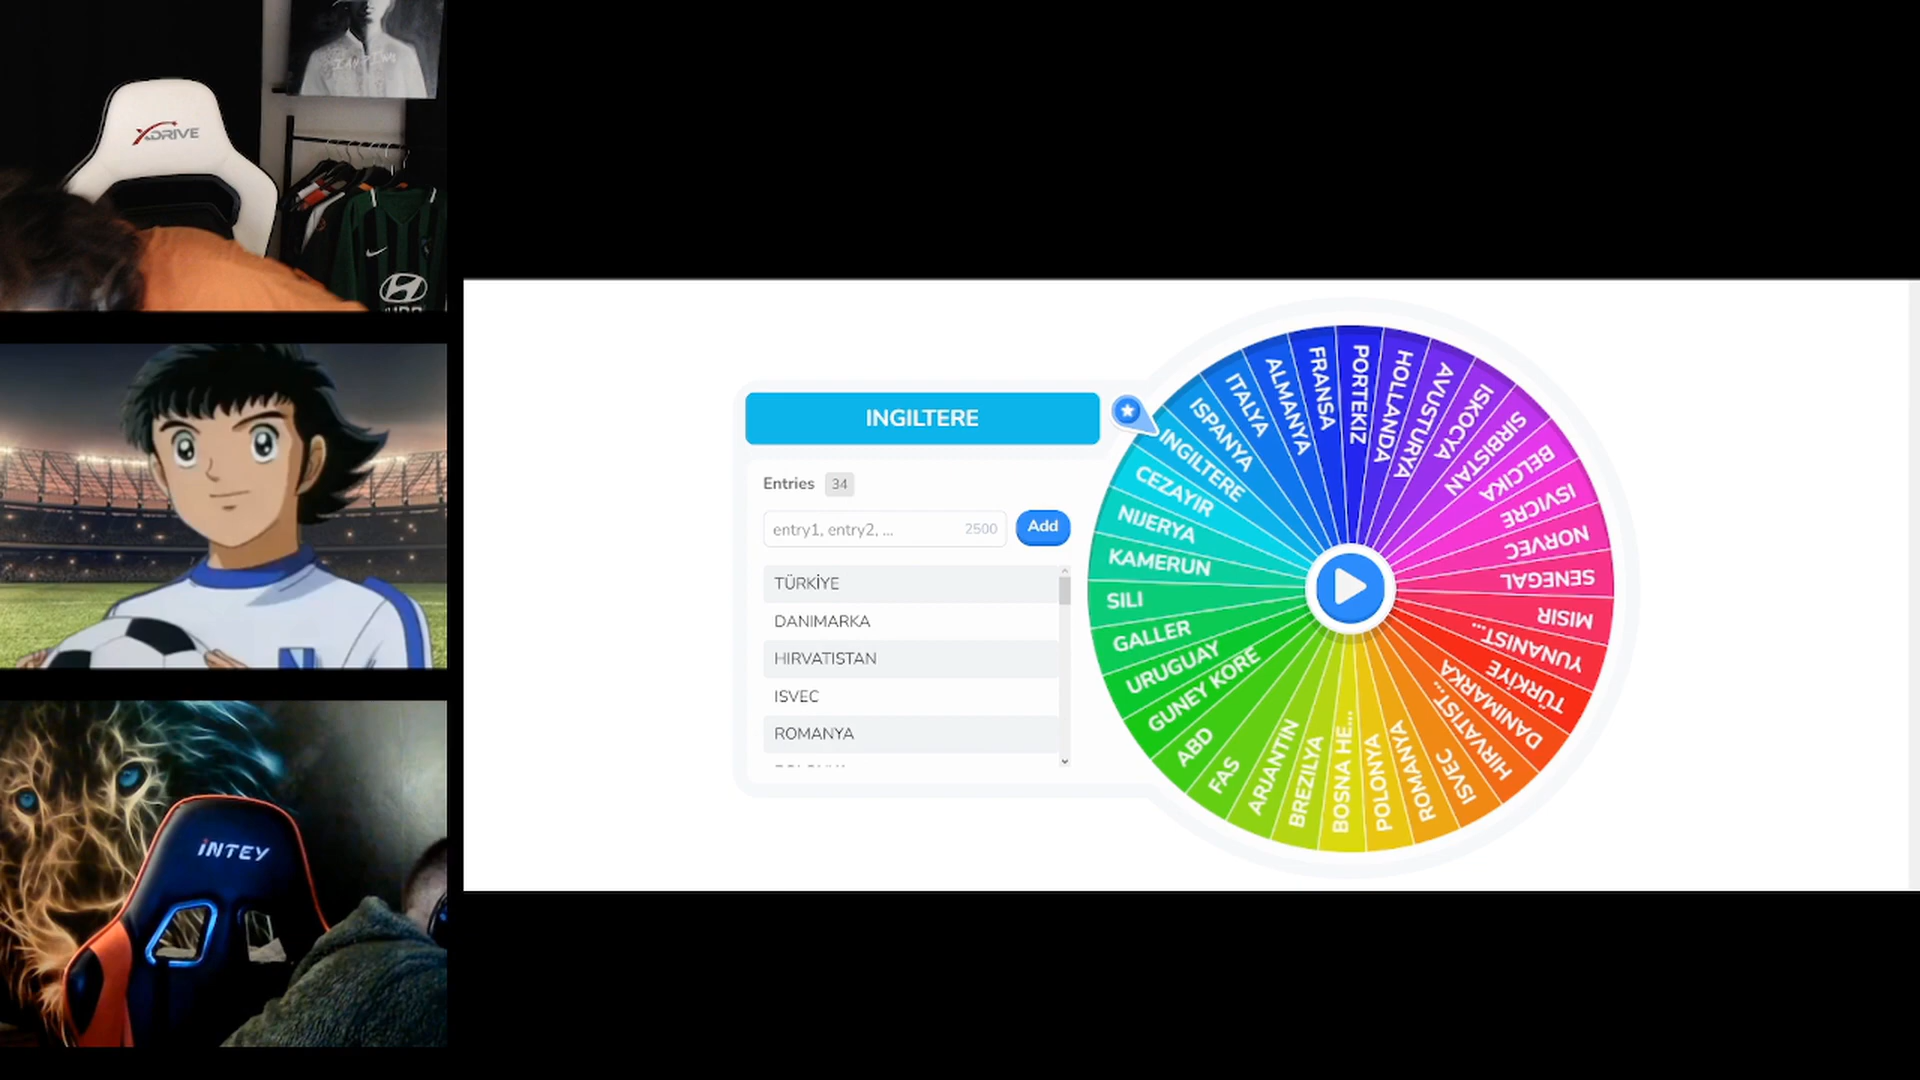 XDRIVE
INTEY
INGILTERE
Entries 34
entry1, entry2, ... 2500
Add
TÜRKİYE
DANIMARKA
HIRVATISTAN
ISVEC
ROMANYA
PORTEKIZ
HOLLANDA
AVUSTURYA
ISKOCYA
SIRBISTAN
BELCIKA
ISVICRE
NORVEC
SENEGAL
MISIR
YUNANIST...
TÜRKİYE
DANIMARKA
HIRVATIST...
ISVEC
ROMANYA
POLONYA
BOSNA HE...
BREZILYA
ARJANTIN
FAS
ABD
GUNEY KORE
URUGUAY
GALLER
SILI
KAMERUN
NIJERYA
CEZAYIR
INGILTERE
ISPANYA
ITALYA
ALMANYA
FRANSA